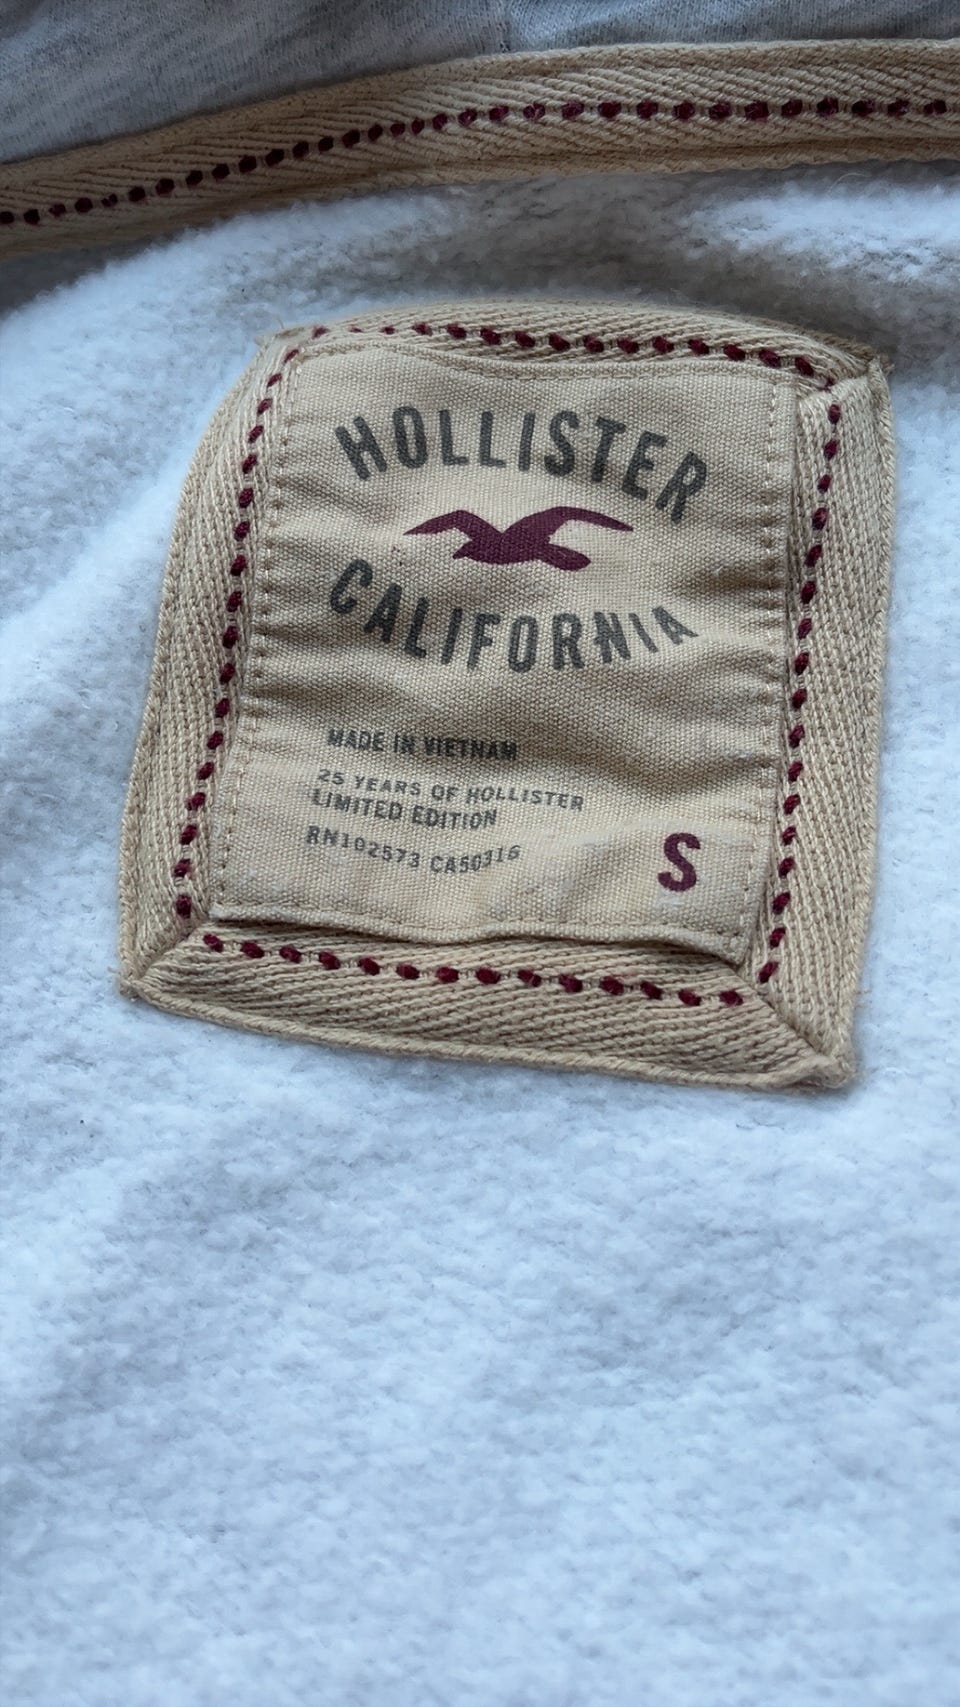 HOLLISTER
CALIFORNIA
MADE IN VIETNAM
25 YEARS OF HOLLISTER
LIMITED EDITION
RN102573 CA50316
S